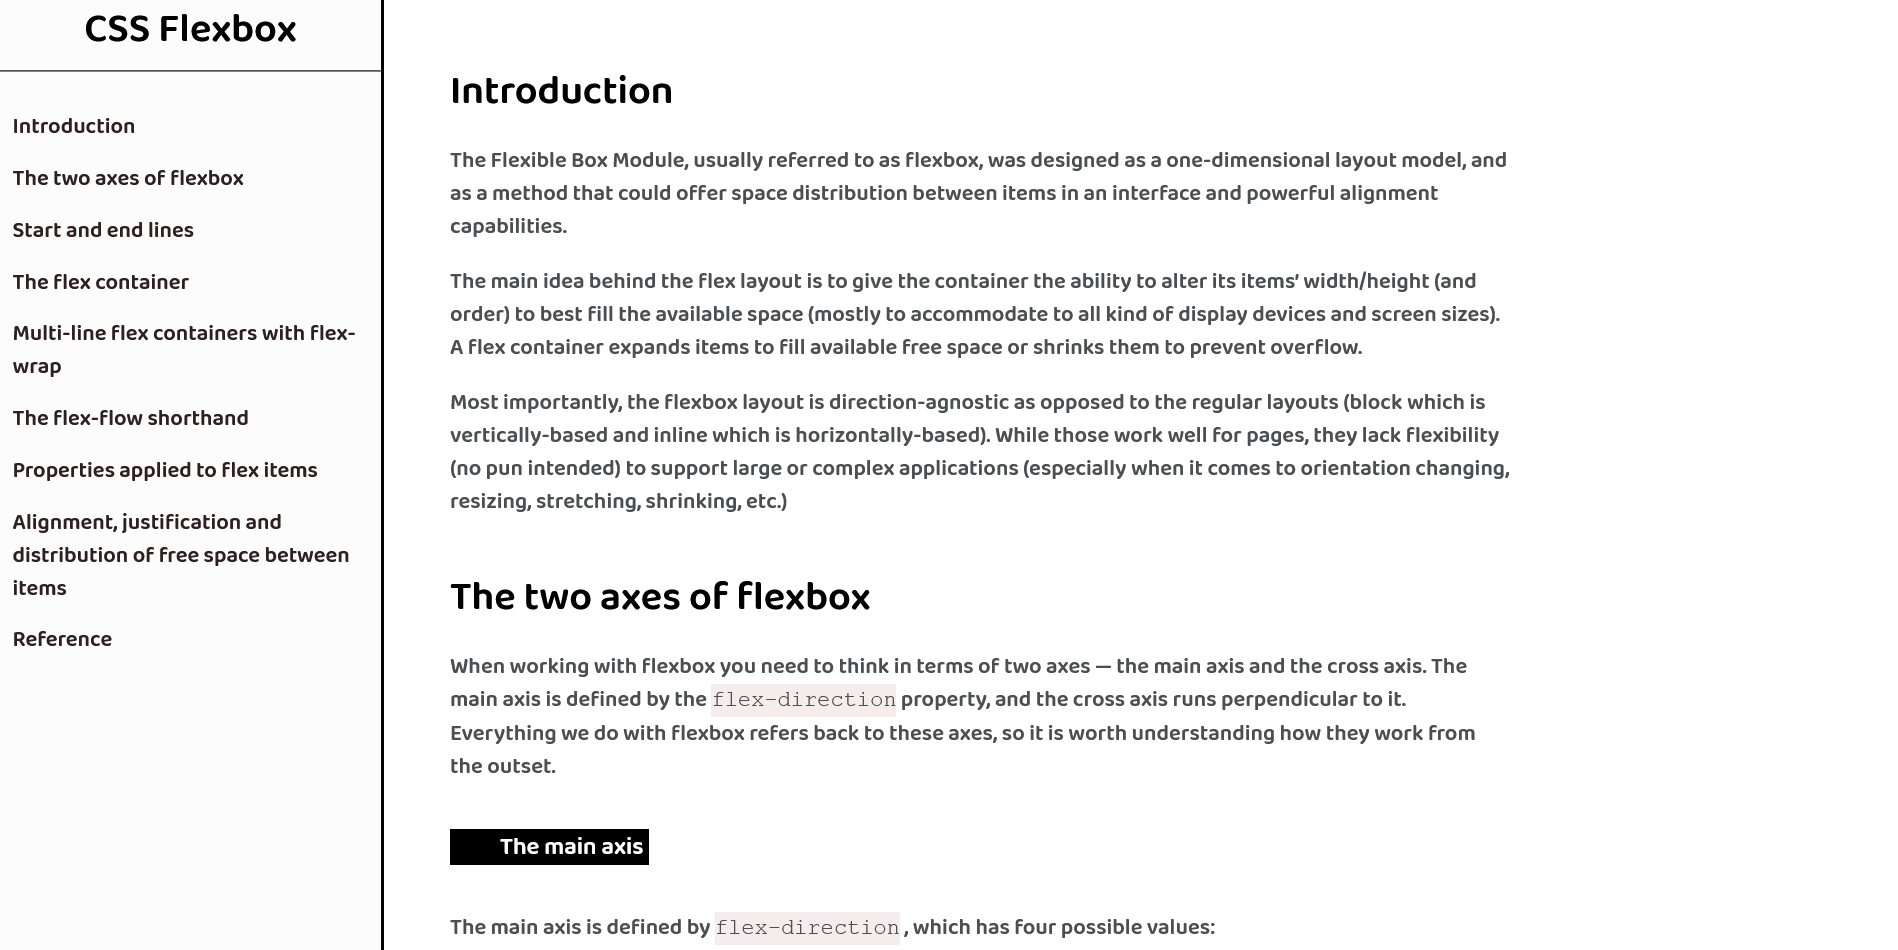 CSS Flexbox
Introduction
The two axes of flexbox
Start and end lines
The flex container
Multi-line flex containers with flex-
wrap
The flex-flow shorthand
Properties applied to flex items
Alignment, justification and
distribution of free space between
items
Reference
Introduction
The Flexible Box Module, usually referred to as flexbox, was designed as a one-dimensional layout model, and
as a method that could offer space distribution between items in an interface and powerful alignment
capabilities.
The main idea behind the flex layout is to give the container the ability to alter its items’ width/height (and
order) to best fill the available space (mostly to accommodate to all kind of display devices and screen sizes).
A flex container expands items to fill available free space or shrinks them to prevent overflow.
Most importantly, the flexbox layout is direction-agnostic as opposed to the regular layouts (block which is
vertically-based and inline which is horizontally-based). While those work well for pages, they lack flexibility
(no pun intended) to support large or complex applications (especially when it comes to orientation changing,
resizing, stretching, shrinking, etc.)
The two axes of flexbox
When working with flexbox you need to think in terms of two axes — the main axis and the cross axis. The
main axis is defined by the flex-direction property, and the cross axis runs perpendicular to it.
Everything we do with flexbox refers back to these axes, so it is worth understanding how they work from
the outset.
The main axis
The main axis is defined by flex-direction , which has four possible values: